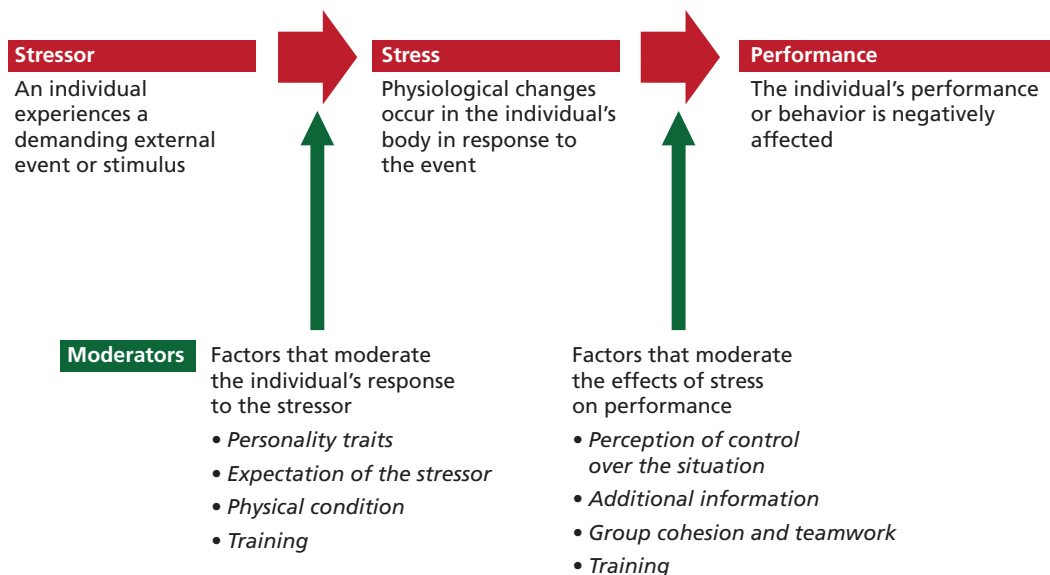 Stressor
An individual
experiences a
demanding external
event or stimulus
Stress
Physiological changes
occur in the individual's
body in response to
the event
Performance
The individual's performance
or behavior is negatively
affected
Moderators
Factors that moderate
the individual's response
to the stressor
• Personality traits
• Expectation of the stressor
• Physical condition
• Training
Factors that moderate
the effects of stress
on performance
• Perception of control
over the situation
• Additional information
• Group cohesion and teamwork
• Training